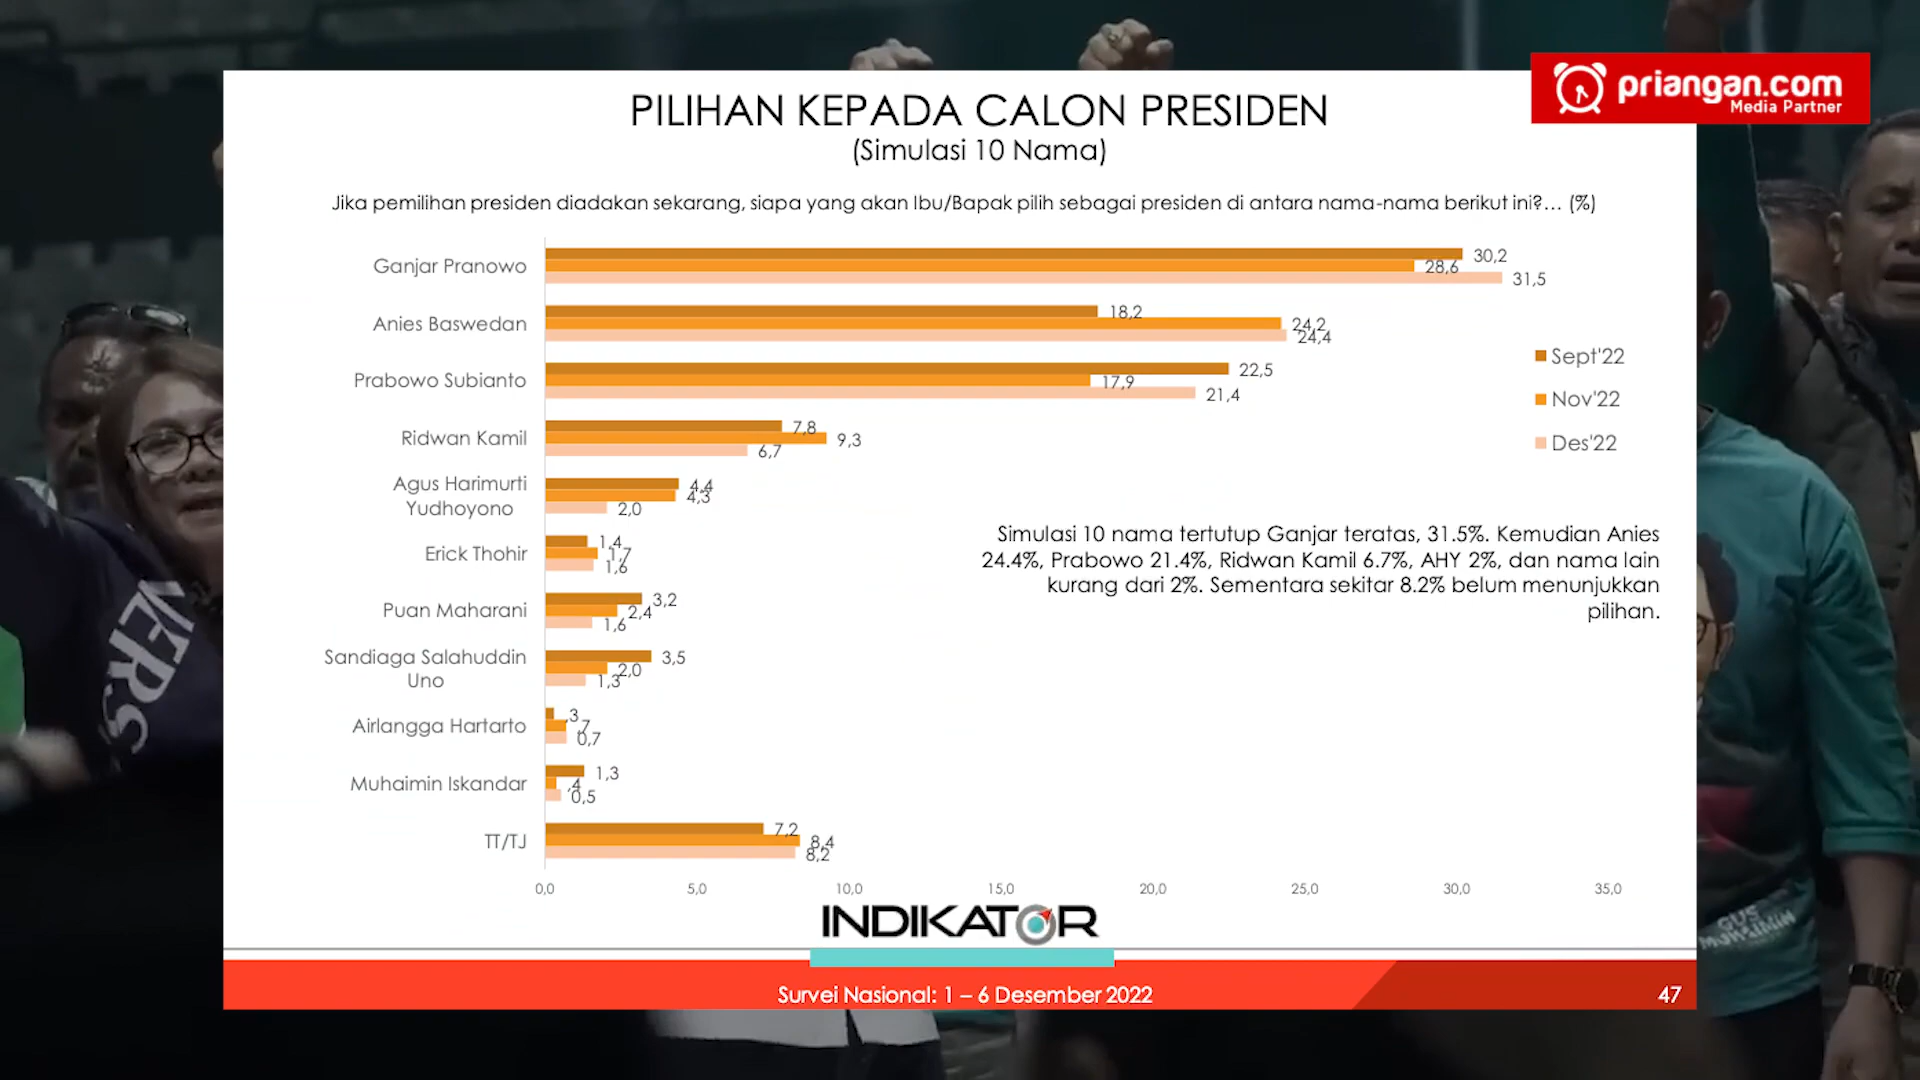 priangan.com
Media Partner
PILIHAN KEPADA CALON PRESIDEN
(Simulasi 10 Nama)
Jika pemilihan presiden diadakan sekarang, siapa yang akan Ibu/Bapak pilih sebagai presiden di antara nama-nama berikut ini?... (%)
Ganjar Pranowo
30,2
28,6
31,5
Anies Baswedan
18,2
24,2
24,4
Prabowo Subianto
22,5
17,9
21,4
Ridwan Kamil
7,8
9,3
6,7
Agus Harimurti
Yudhoyono
4,4
4,3
2,0
Erick Thohir
1,4
1,7
1,6
Puan Maharani
3,2
2,4
1,6
Sandiaga Salahuddin
Uno
3,5
2,0
1,3
Airlangga Hartarto
,3
,7
0,7
Muhaimin Iskandar
1,3
,4
0,5
TT/TJ
7,2
8,4
8,2
0,0 5,0 10,0 15,0 20,0 25,0 30,0 35,0
Sept'22
Nov'22
Des'22
Simulasi 10 nama tertutup Ganjar teratas, 31.5%. Kemudian Anies
24.4%, Prabowo 21.4%, Ridwan Kamil 6.7%, AHY 2%, dan nama lain
kurang dari 2%. Sementara sekitar 8.2% belum menunjukkan
pilihan.
INDIKATOR
Survei Nasional: 1 – 6 Desember 2022
47
GUS
MUHAIMIN